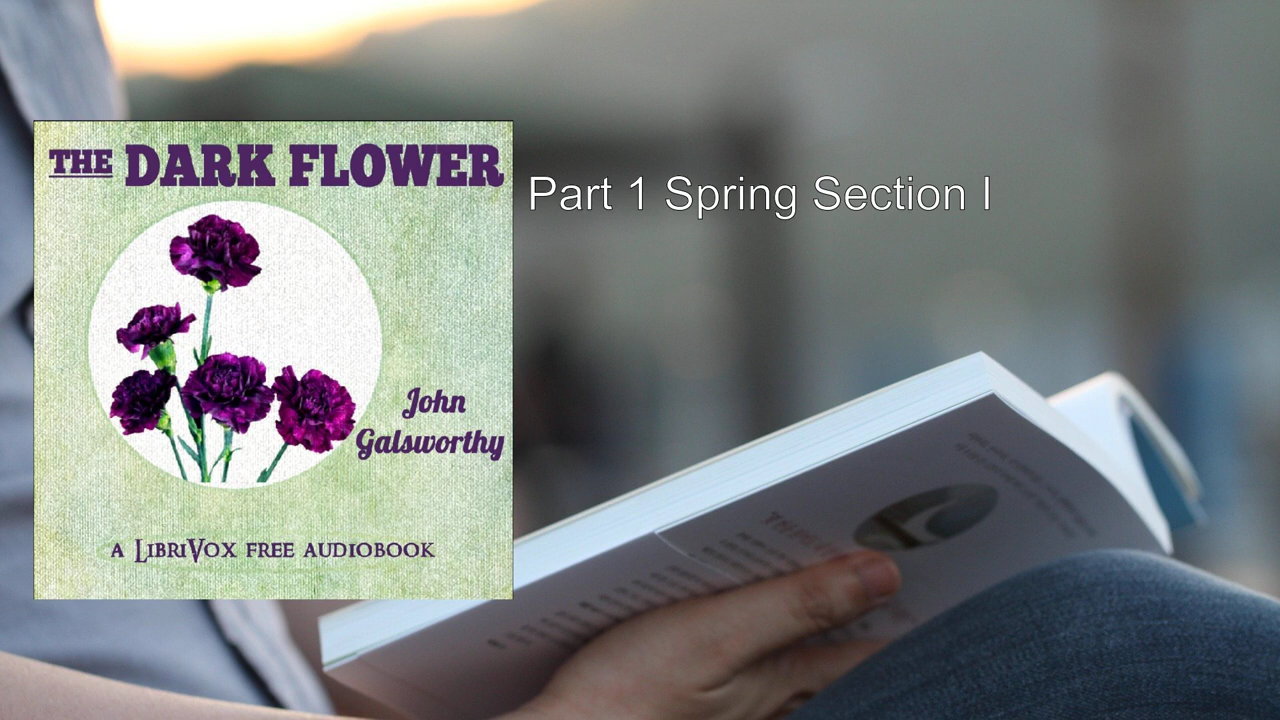 THE DARK FLOWER
Part 1 Spring Section I
John
Galsworthy
A LIBRIVOX FREE AUDIOBOOK